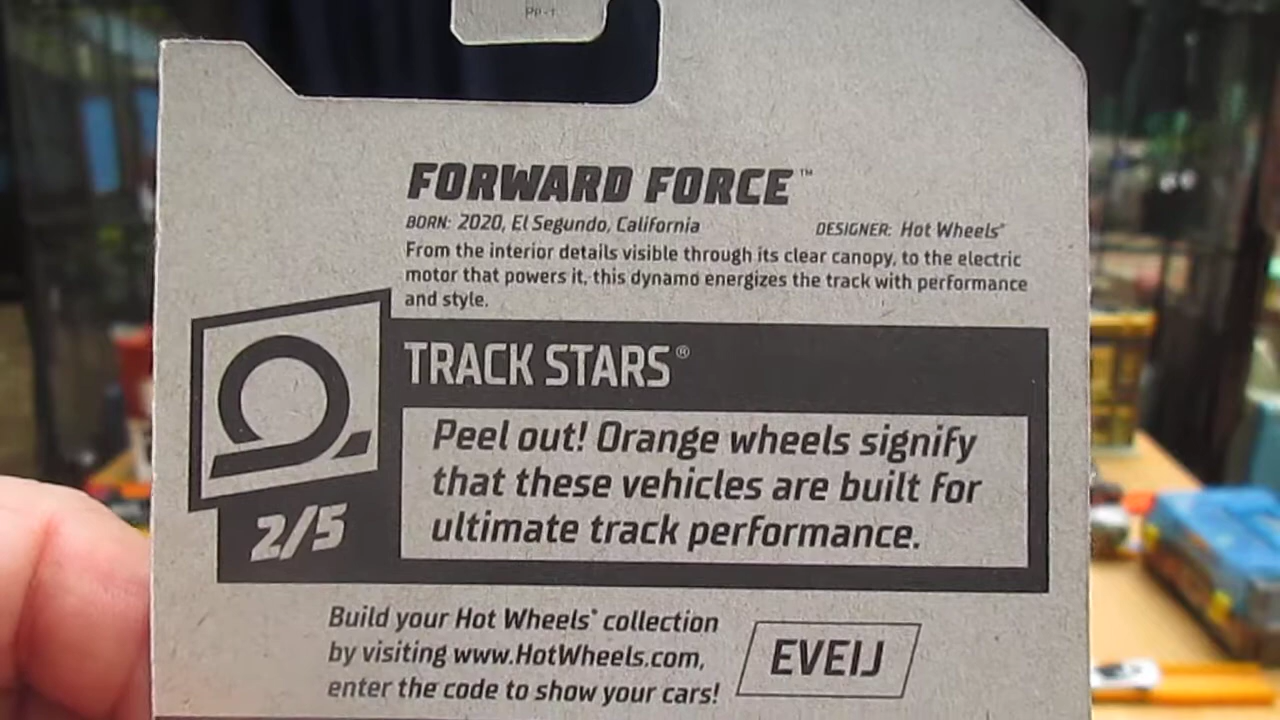 PP-1
FORWARD FORCE™
BORN: 2020, El Segundo, California DESIGNER: Hot Wheels®
From the interior details visible through its clear canopy, to the electric
motor that powers it, this dynamo energizes the track with performance
and style.
TRACK STARS®
Peel out! Orange wheels signify
that these vehicles are built for
ultimate track performance.
2/5
Build your Hot Wheels® collection
by visiting www.HotWheels.com,
enter the code to show your cars!
EVEIJ